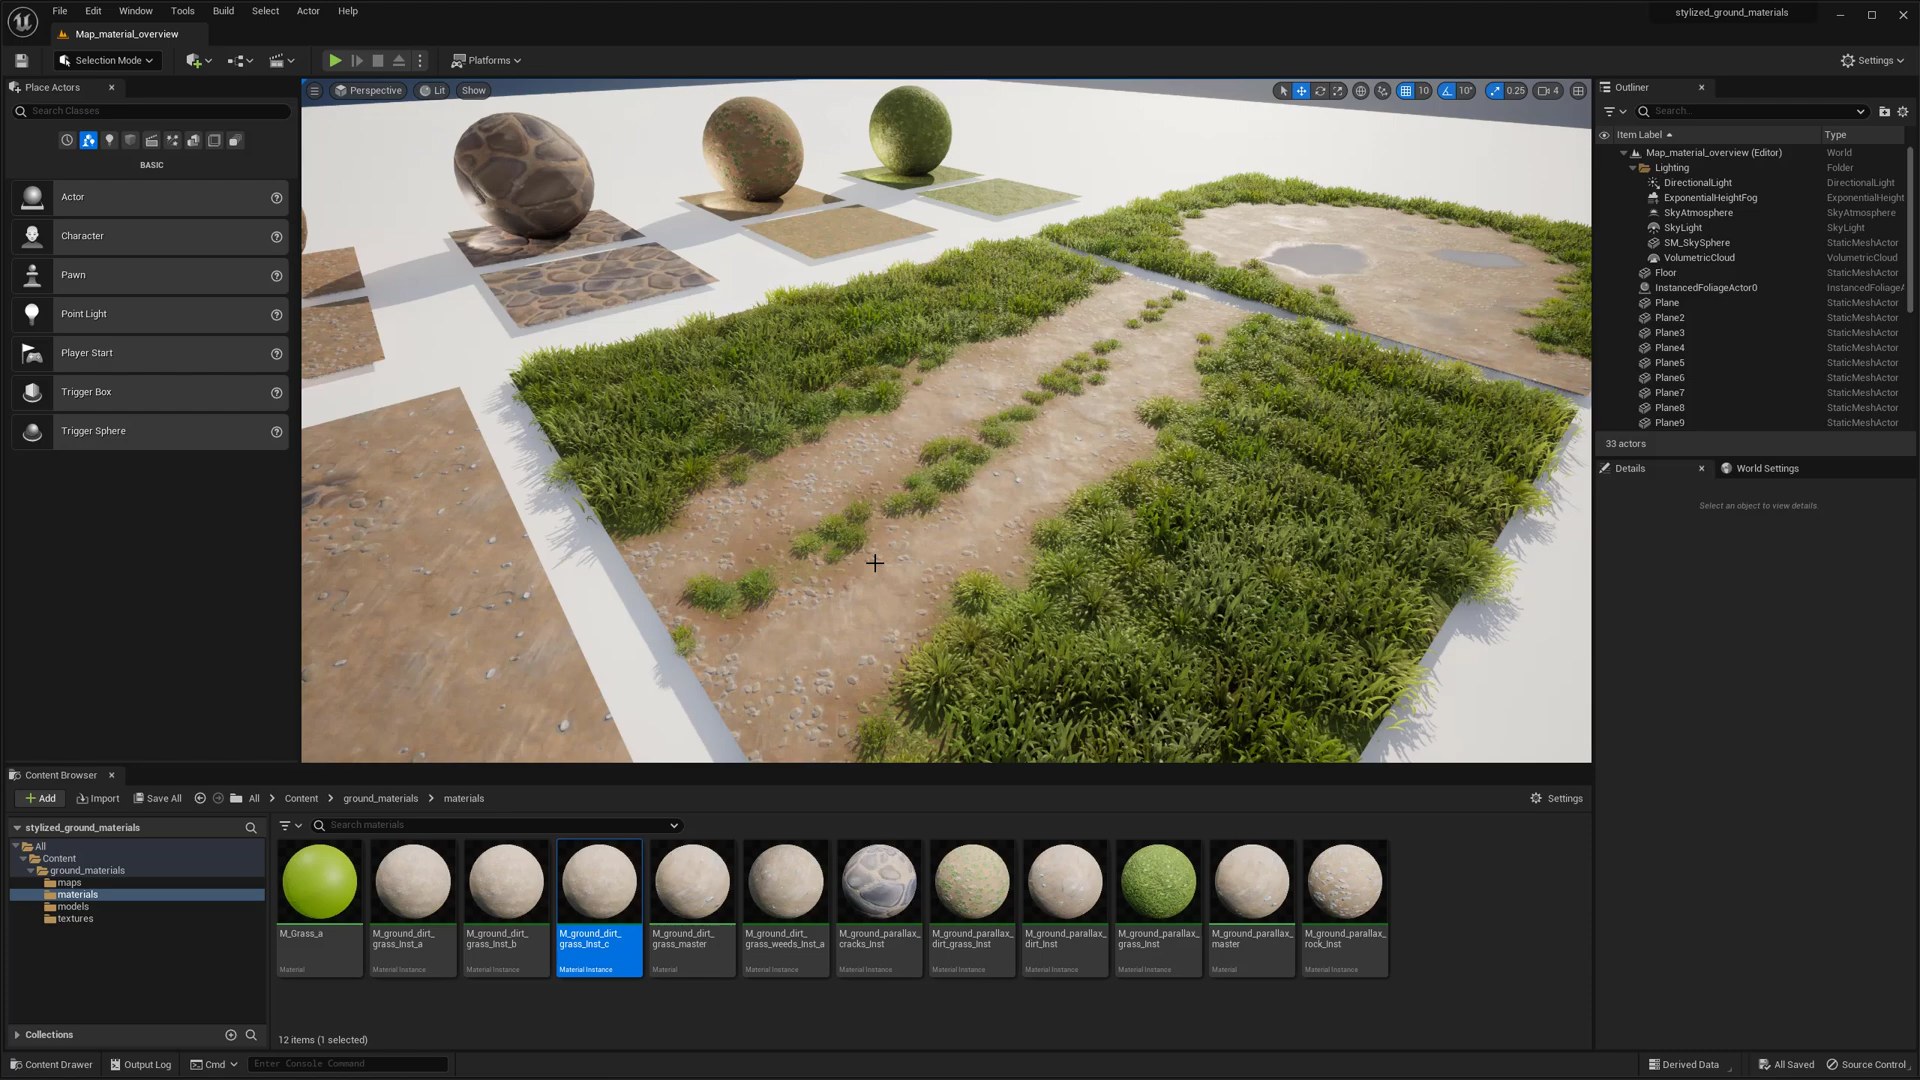 File Edit Window Tools Build Select Actor Help
stylized_ground_materials
Map_material_overview
Selection Mode
Platforms
Settings
Place Actors
Search Classes
BASIC
Actor
Character
Pawn
Point Light
Player Start
Trigger Box
Trigger Sphere
Perspective Lit Show
10 10° 0.25 4
Outliner
Search...
Item Label Type
Map_material_overview (Editor) World
Lighting Folder
DirectionalLight DirectionalLight
ExponentialHeightFog ExponentialHeight
SkyAtmosphere SkyAtmosphere
SkyLight SkyLight
SM_SkySphere StaticMeshActor
VolumetricCloud VolumetricCloud
Floor StaticMeshActor
InstancedFoliageActor0 InstancedFoliageA
Plane StaticMeshActor
Plane2 StaticMeshActor
Plane3 StaticMeshActor
Plane4 StaticMeshActor
Plane5 StaticMeshActor
Plane6 StaticMeshActor
Plane7 StaticMeshActor
Plane8 StaticMeshActor
Plane9 StaticMeshActor
33 actors
Details World Settings
Select an object to view details
Content Browser
Add Import Save All All Content ground_materials materials Settings
stylized_ground_materials
All
Content
ground_materials
maps
materials
models
textures
Collections
Search materials
M_Grass_a
Material
M_ground_dirt_
grass_Inst_a
Material Instance
M_ground_dirt_
grass_Inst_b
Material Instance
M_ground_dirt_
grass_Inst_c
Material Instance
M_ground_dirt_
grass_master
Material
M_ground_dirt_
grass_weeds_Inst_a
Material Instance
M_ground_parallax_
cracks_Inst
Material Instance
M_ground_parallax_
dirt_grass_Inst
Material Instance
M_ground_parallax_
dirt_Inst
Material Instance
M_ground_parallax_
grass_Inst
Material Instance
M_ground_parallax_
master
Material
M_ground_parallax_
rock_Inst
Material Instance
12 items (1 selected)
Content Drawer Output Log Cmd Enter Console Command
Derived Data All Saved Source Control